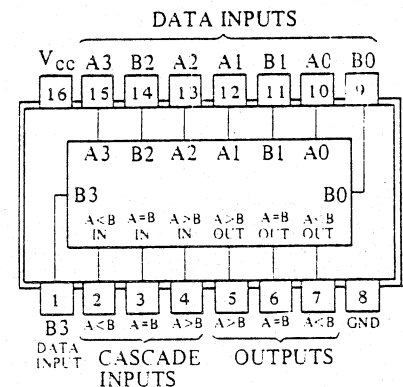 DATA INPUTS
Vcc A3 B2 A2 A1 B1 A0 B0
16 15 14 13 12 11 10 9
A3 B2 A2 A1 B1 A0
B3 B0
A<B A=B A>B A>B A=B A<B
IN IN IN OUT OUT OUT
1 2 3 4 5 6 7 8
B3 A<B A=B A>B A>B A=B A<B GND
DATA INPUT
CASCADE INPUTS
OUTPUTS